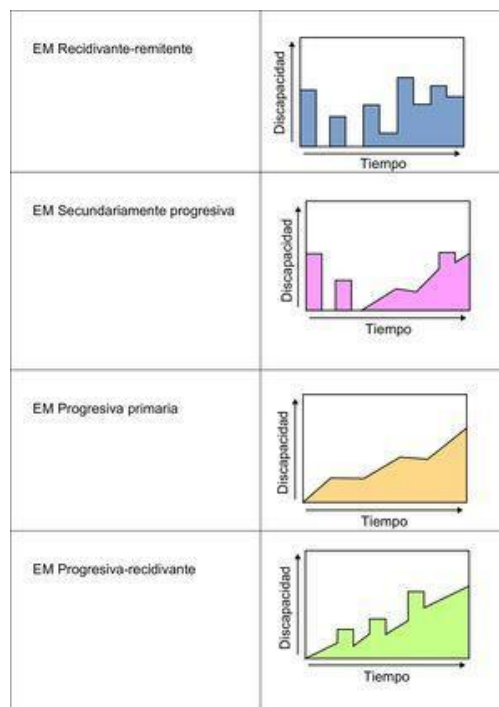 EM Recidivante-remitente
Discapacidad
Tiempo
EM Secundariamente progresiva
Discapacidad
Tiempo
EM Progresiva primaria
Discapacidad
Tiempo
EM Progresiva-recidivante
Discapacidad
Tiempo